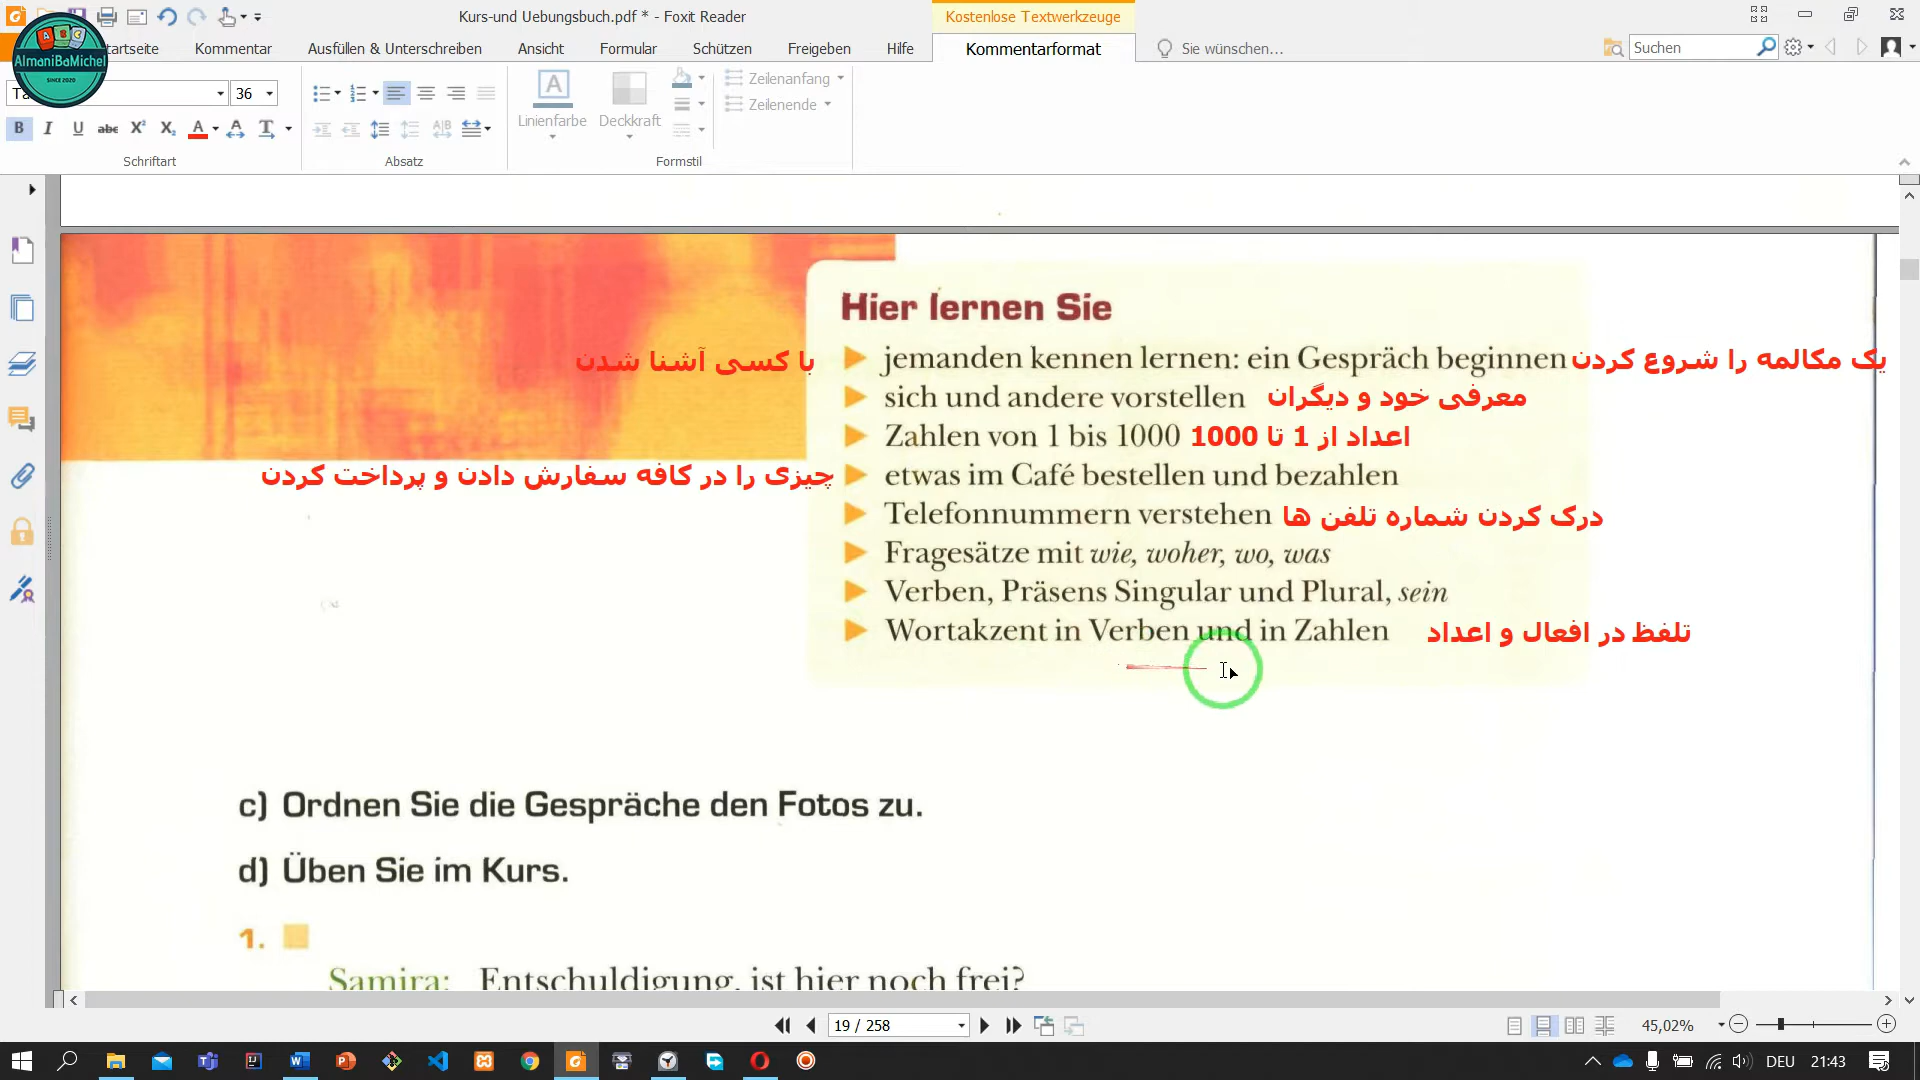 Kurs-und Uebungsbuch.pdf * - Foxit Reader
Kostenlose Textwerkzeuge
Kommentar
Ausfüllen & Unterschreiben
Ansicht
Formular
Schützen
Freigeben
Hilfe
Kommentarformat
Sie wünschen...
Suchen
AlmaniBaMichel
SINCE 2020
36
Zeilenanfang
Zeilenende
Linienfarbe
Deckkraft
Schriftart
Absatz
Formstil
Hier lernen Sie
با کسی آشنا شدن
jemanden kennen lernen: ein Gespräch beginnen
یک مکالمه را شروع کردن
sich und andere vorstellen
معرفی خود و دیگران
Zahlen von 1 bis 1000
اعداد از 1 تا 1000
چیزی را در کافه سفارش دادن و پرداخت کردن
etwas im Café bestellen und bezahlen
Telefonnummern verstehen
درک کردن شماره تلفن ها
Fragesätze mit wie, woher, wo, was
Verben, Präsens Singular und Plural, sein
Wortakzent in Verben und in Zahlen
تلفظ در افعال و اعداد
c) Ordnen Sie die Gespräche den Fotos zu.
d) Üben Sie im Kurs.
1.
Samira: Entschuldigung, ist hier noch frei?
19 / 258
45,02%
DEU
21:43